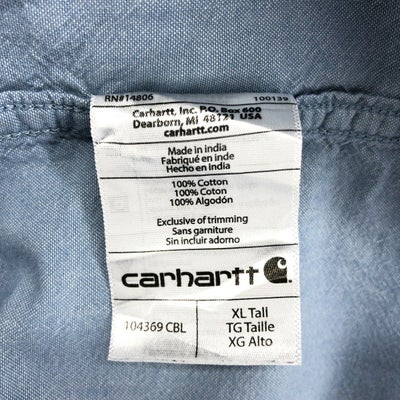 RN#14806 100139
Carhartt, Inc. P.O. Box 600
Dearborn, MI 48121 USA
carhartt.com
Made in india
Fabriqué en inde
Hecho en india
100% Cotton
100% Coton
100% Algodón
Exclusive of trimming
Sans garniture
Sin incluir adorno
carhartt
104369 CBL
XL Tall
TG Taille
XG Alto